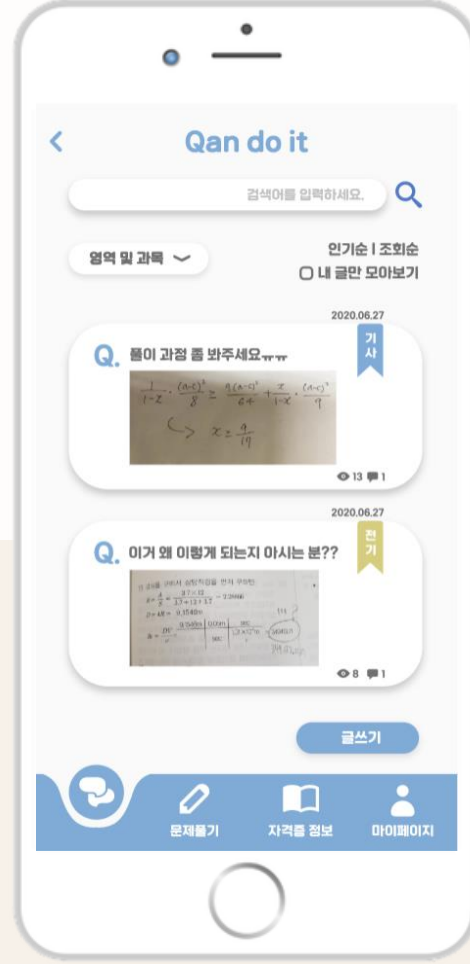 Qan do it
검색어를 입력하세요.
영역 및 과목
인기순 | 조회순
내 글만 모아보기
2020.06.27
기사
Q. 풀이 과정 좀 봐주세요ㅠㅠ
13 1
2020.06.27
전기
Q. 이거 왜 이렇게 되는지 아시는 분??
8 1
글쓰기
문제풀기
자격증 정보
마이페이지